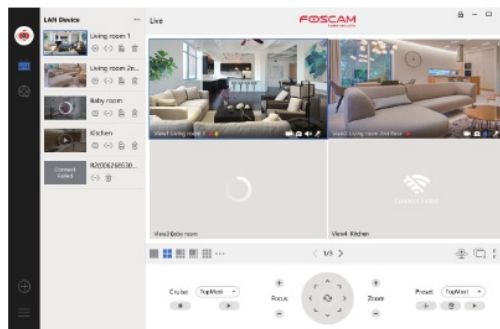 LAN Device
Live
FOSCAM
Living room 1
Living room 2n...
Baby room
Kitchen
Connect
Failed
View1 Living room 1
View2 Living room 2nd floor
Connect Failed
View3 Baby room
View4 Kitchen
1/3
Cruise
TopMost
Focus
Zoom
Preset
TopMost